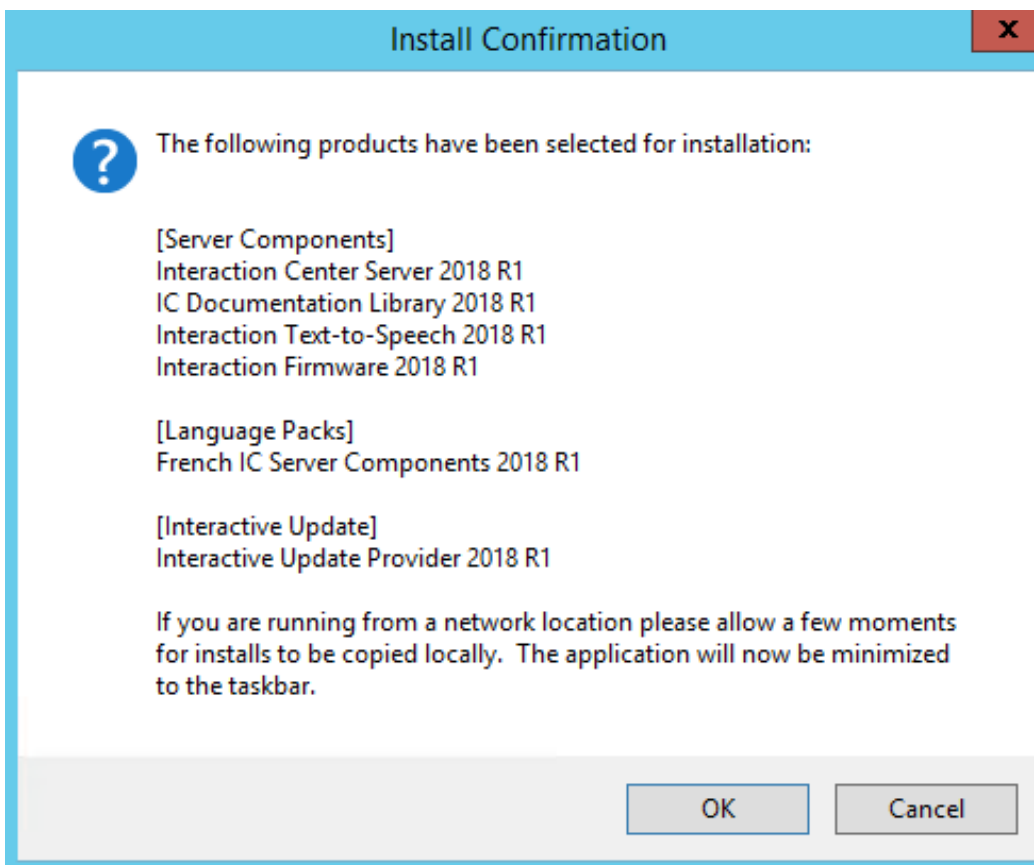 Install Confirmation
x
?
The following products have been selected for installation:
[Server Components]
Interaction Center Server 2018 R1
IC Documentation Library 2018 R1
Interaction Text-to-Speech 2018 R1
Interaction Firmware 2018 R1
[Language Packs]
French IC Server Components 2018 R1
[Interactive Update]
Interactive Update Provider 2018 R1
If you are running from a network location please allow a few moments
for installs to be copied locally.  The application will now be minimized
to the taskbar.
OK
Cancel